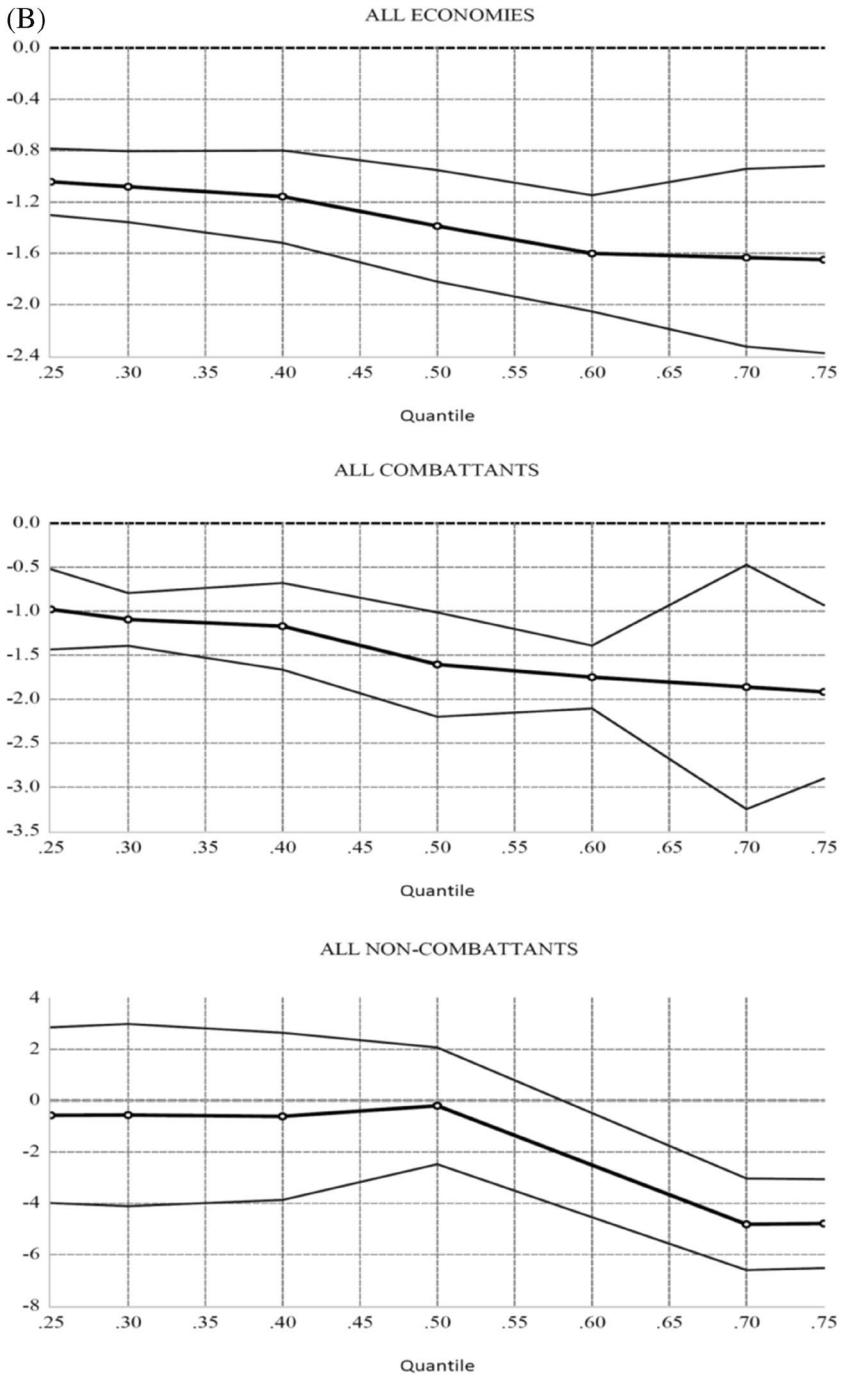 (B)
ALL ECONOMIES
0.0
-0.4
-0.8
-1.2
-1.6
-2.0
-2.4
.25 .30 .35 .40 .45 .50 .55 .60 .65 .70 .75
Quantile
ALL COMBATTANTS
0.0
-0.5
-1.0
-1.5
-2.0
-2.5
-3.0
-3.5
.25 .30 .35 .40 .45 .50 .55 .60 .65 .70 .75
Quantile
ALL NON-COMBATTANTS
4
2
0
-2
-4
-6
-8
.25 .30 .35 .40 .45 .50 .55 .60 .65 .70 .75
Quantile